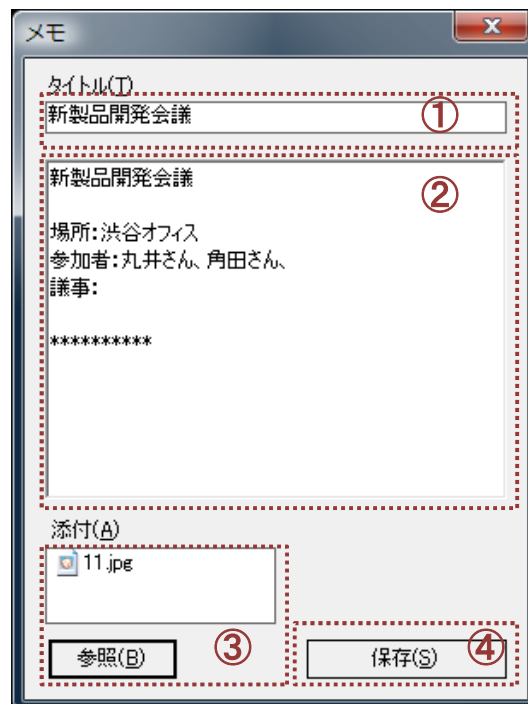 メモ
タイトル(T)
新製品開発会議
①
新製品開発会議
②
場所:渋谷オフィス
参加者:丸井さん、角田さん、
議事:
**********
添付(A)
11.jpg
参照(B)
③
保存(S)
④